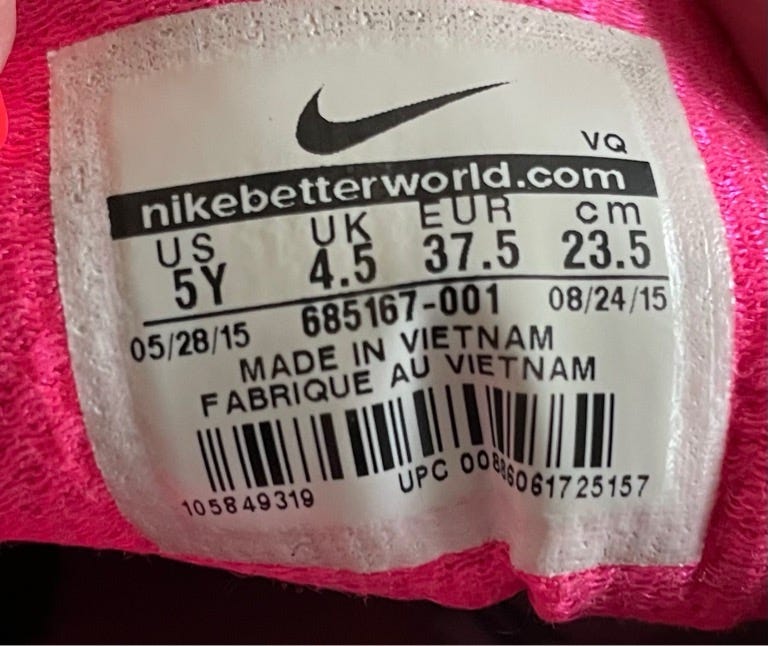 VQ
nikebetterworld.com
US UK EUR cm
5Y 4.5 37.5 23.5
05/28/15 685167-001 08/24/15
MADE IN VIETNAM
FABRIQUE AU VIETNAM
105849319 UPC 00886061725157